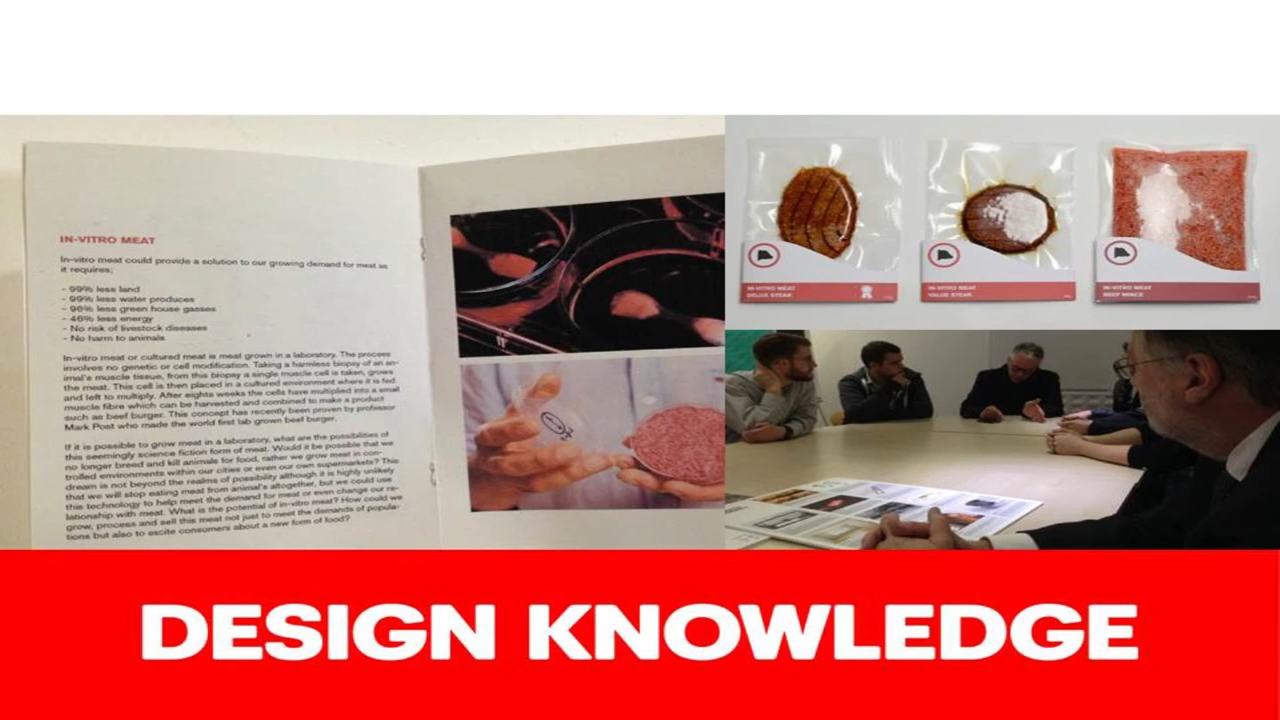 IN-VITRO MEAT
In-vitro meat could provide a solution to our growing demand for meat as
it requires;
- 99% less land
- 99% less water produces
- 96% less green house gasses
- 46% less energy
- No risk of livestock diseases
- No harm to animals
In-vitro meat or cultured meat is meat grown in a laboratory. The process
involves no genetic or cell modification. Taking a harmless biopsy of an an-
imal's muscle tissue, from this biopsy a single muscle cell is taken, grows
the meat. This cell is then placed in a cultured environment where it is fed
and left to multiply. After eights weeks the cells have multiplied into a small
muscle fibre which can be harvested and combined to make a product
such as beef burger. This concept has recently been proven by professor
Mark Post who made the world first lab grown beef burger.
If it is possible to grow meat in a laboratory, what are the possibilities of
this seemingly science fiction form of meat. Would it be possible that we
no longer breed and kill animals for food, rather we grow meat in con-
trolled environments within our cities or even our own supermarkets? This
dream is not beyond the realms of possibility although it is highly unlikely
that we will stop eating meat from animal's altogether, but we could use
this technology to help meet the demand for meat or even change our re-
lationship with meat. What is the potential of in-vitro meat? How could we
grow, process and sell this meat not just to meet the demands of popula-
tions but also to excite consumers about a new form of food?
IN-VITRO MEAT
DELUX STEAK
IN-VITRO MEAT
VALUE STEAK
IN-VITRO MEAT
BEEF MINCE
DESIGN KNOWLEDGE